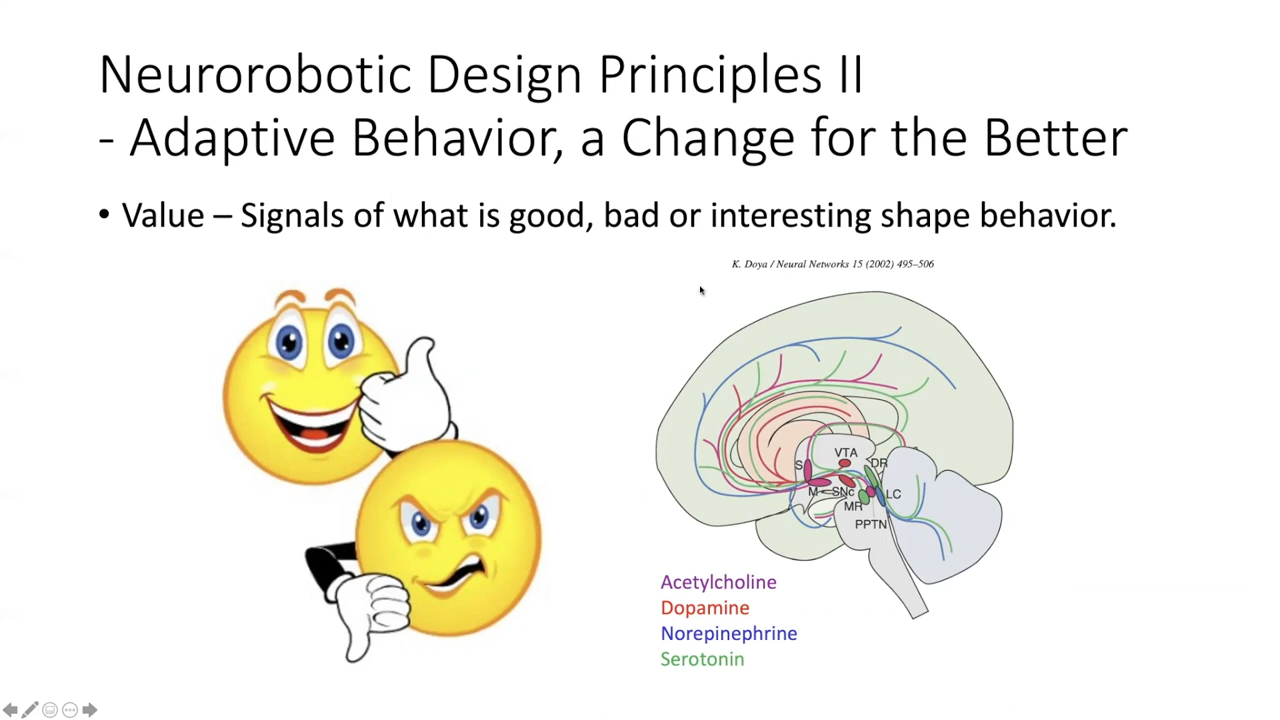 Neurorobotic Design Principles II
- Adaptive Behavior, a Change for the Better
• Value – Signals of what is good, bad or interesting shape behavior.
K. Doya / Neural Networks 15 (2002) 495–506
VTA
S
DR
M
SNc
LC
MR
PPTN
Acetylcholine
Dopamine
Norepinephrine
Serotonin